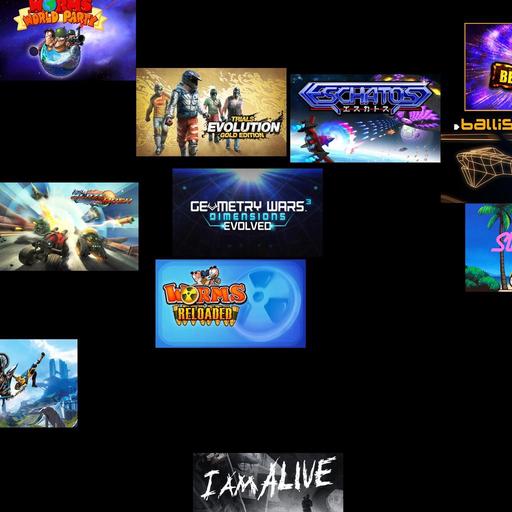 WORMS
WORLD PARTY
TRIALS
EVOLUTION
GOLD EDITION
ESCHATOS
エスカトス
BE
ballis
GEOMETRY WARS 3
DIMENSIONS
EVOLVED
WORMS
RELOADED
I AM ALIVE